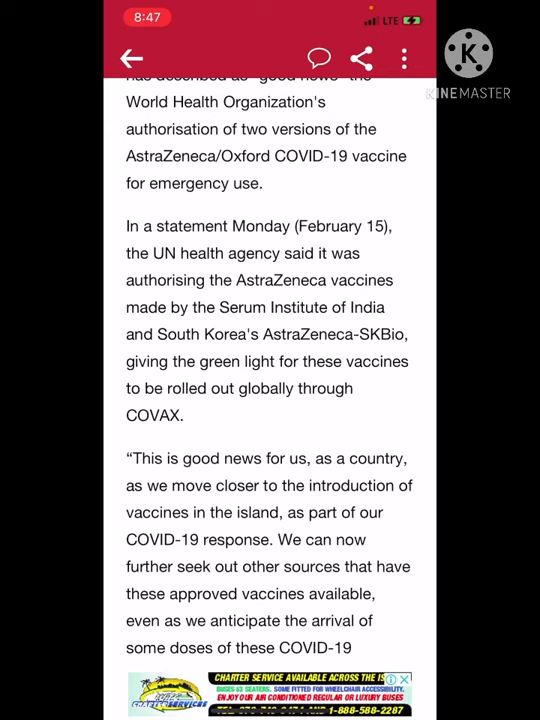 8:47
LTE
KINEMASTER
World Health Organization's
authorisation of two versions of the
AstraZeneca/Oxford COVID-19 vaccine
for emergency use.
In a statement Monday (February 15),
the UN health agency said it was
authorising the AstraZeneca vaccines
made by the Serum Institute of India
and South Korea's AstraZeneca-SKBio,
giving the green light for these vaccines
to be rolled out globally through
COVAX.
“This is good news for us, as a country,
as we move closer to the introduction of
vaccines in the island, as part of our
COVID-19 response. We can now
further seek out other sources that have
these approved vaccines available,
even as we anticipate the arrival of
some doses of these COVID-19
CHARTER SERVICE AVAILABLE ACROSS THE IS
BUSES 63 SEATERS. SOME FITTED FOR WHEELCHAIR ACCESSIBILITY.
ENJOY OUR AIR CONDITIONED REGULAR OR LUXURY BUSES
CHARTER SERVICES
1-888-588-2287